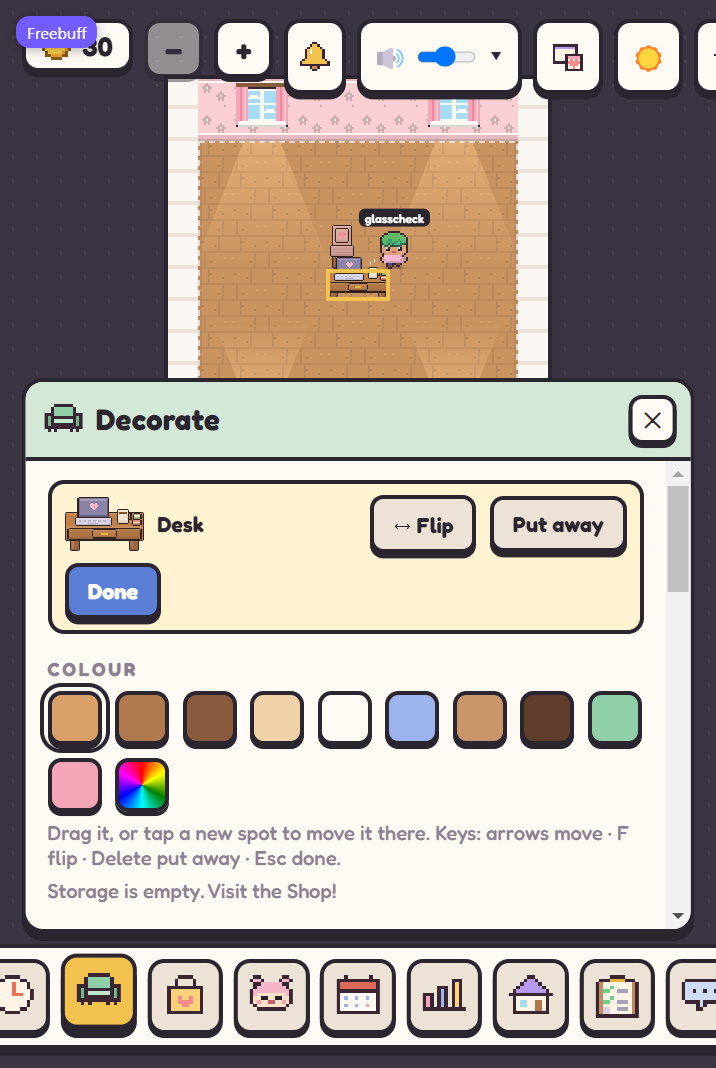 Freebuff
30
glasscheck
Decorate
Desk
↔ Flip
Put away
Done
COLOUR
Drag it, or tap a new spot to move it there. Keys: arrows move · F
flip · Delete put away · Esc done.
Storage is empty. Visit the Shop!